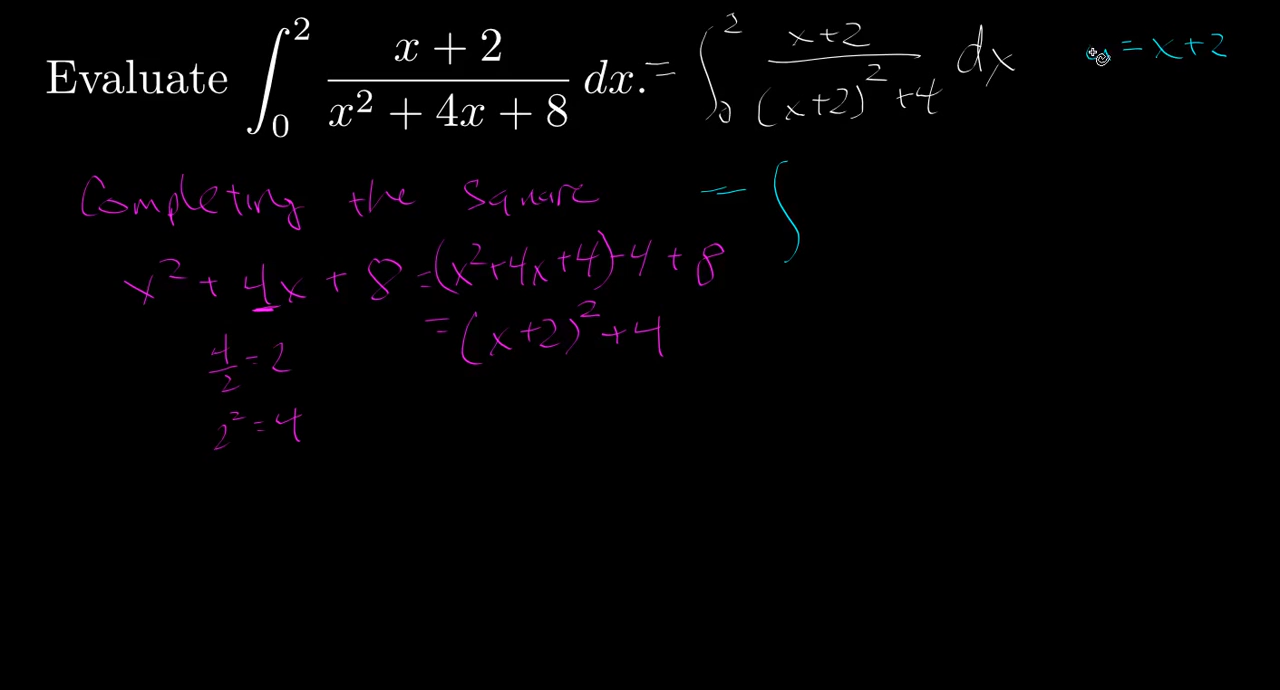 Evaluate ∫₀² (x + 2)/(x² + 4x + 8) dx. = ∫₀² (x+2)/((x+2)²+4) dx
= x+2
Completing the square
= ∫
x² + 4x + 8 = (x²+4x+4)-4+8
= (x+2)²+4
4/2 = 2
2² = 4